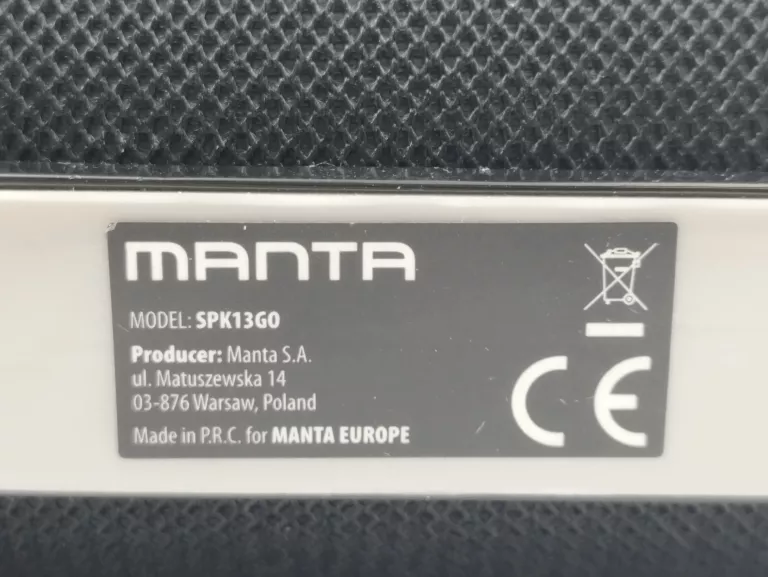 MANTA
MODEL: SPK13GO
Producer: Manta S.A.
ul. Matuszewska 14
03-876 Warsaw, Poland
Made in P.R.C. for MANTA EUROPE
CE